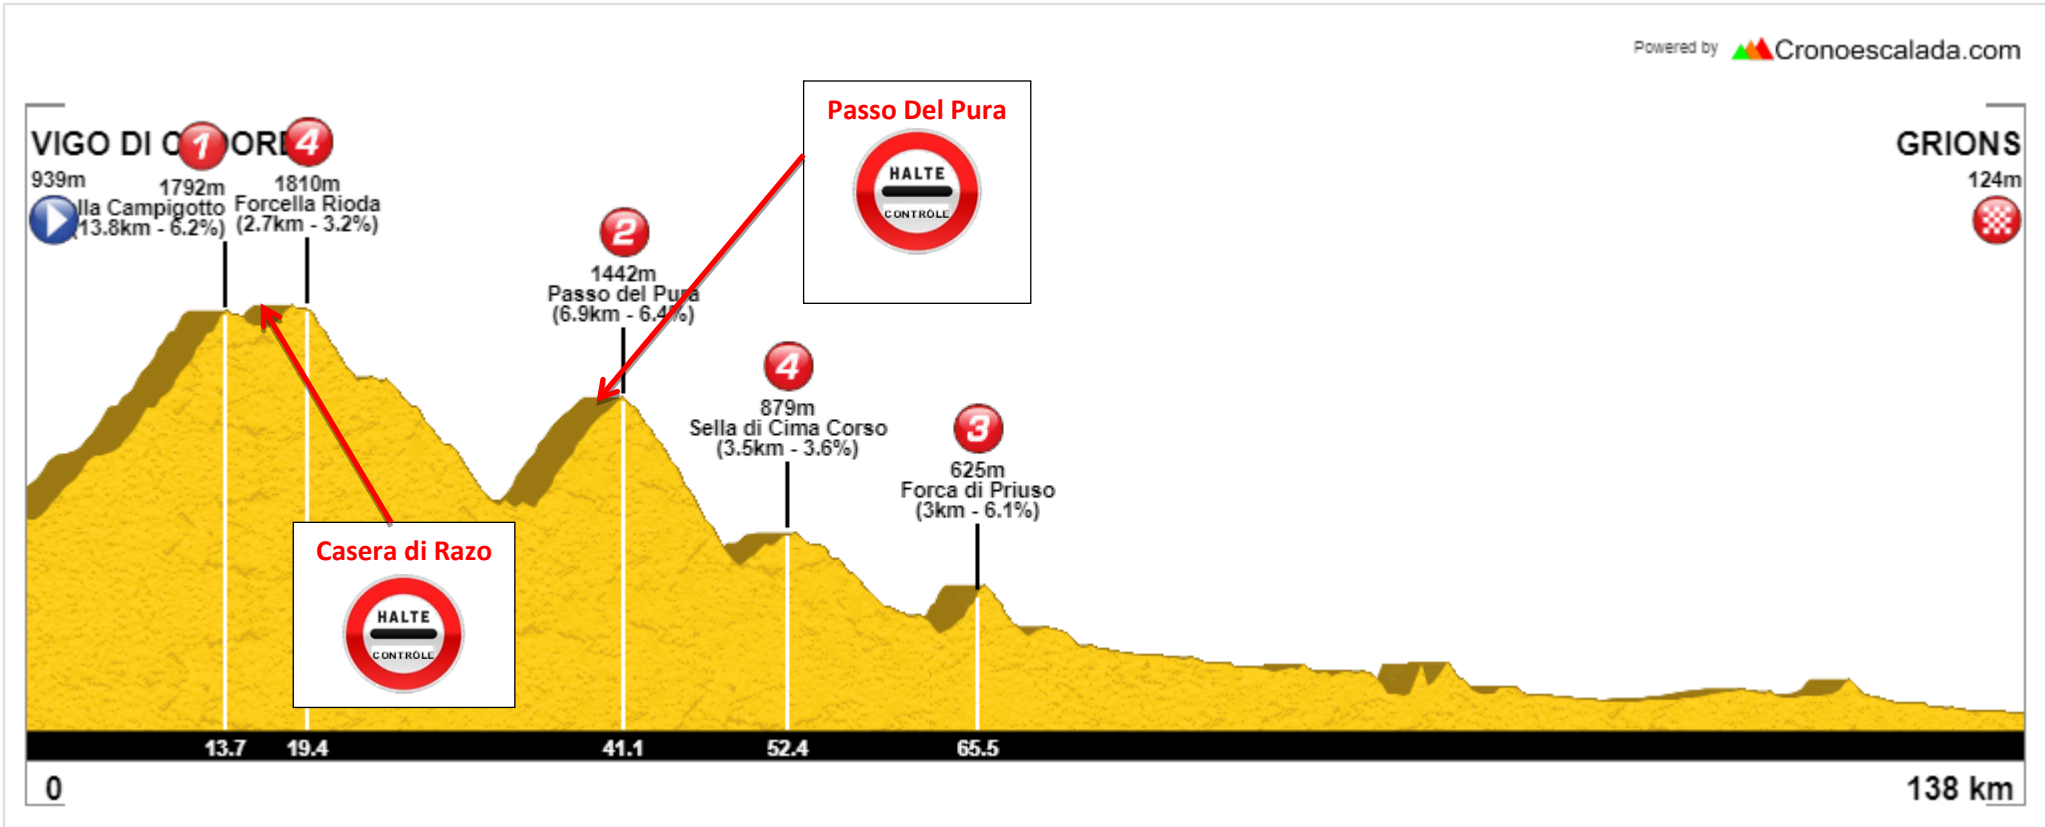 Powered by Cronoescalada.com
VIGO DI
939m
1
1792m
lla Campigotto
(13.8km - 6.2%)
4
1810m
Forcella Rioda
(2.7km - 3.2%)
2
1442m
Passo del Pura
(6.9km - 6.4%)
Passo Del Pura
HALTE
CONTRÔLE
4
879m
Sella di Cima Corso
(3.5km - 3.6%)
3
625m
Forca di Priuso
(3km - 6.1%)
GRIONS
124m
Casera di Razo
HALTE
CONTRÔLE
13.7 19.4 41.1 52.4 65.5
0 138 km